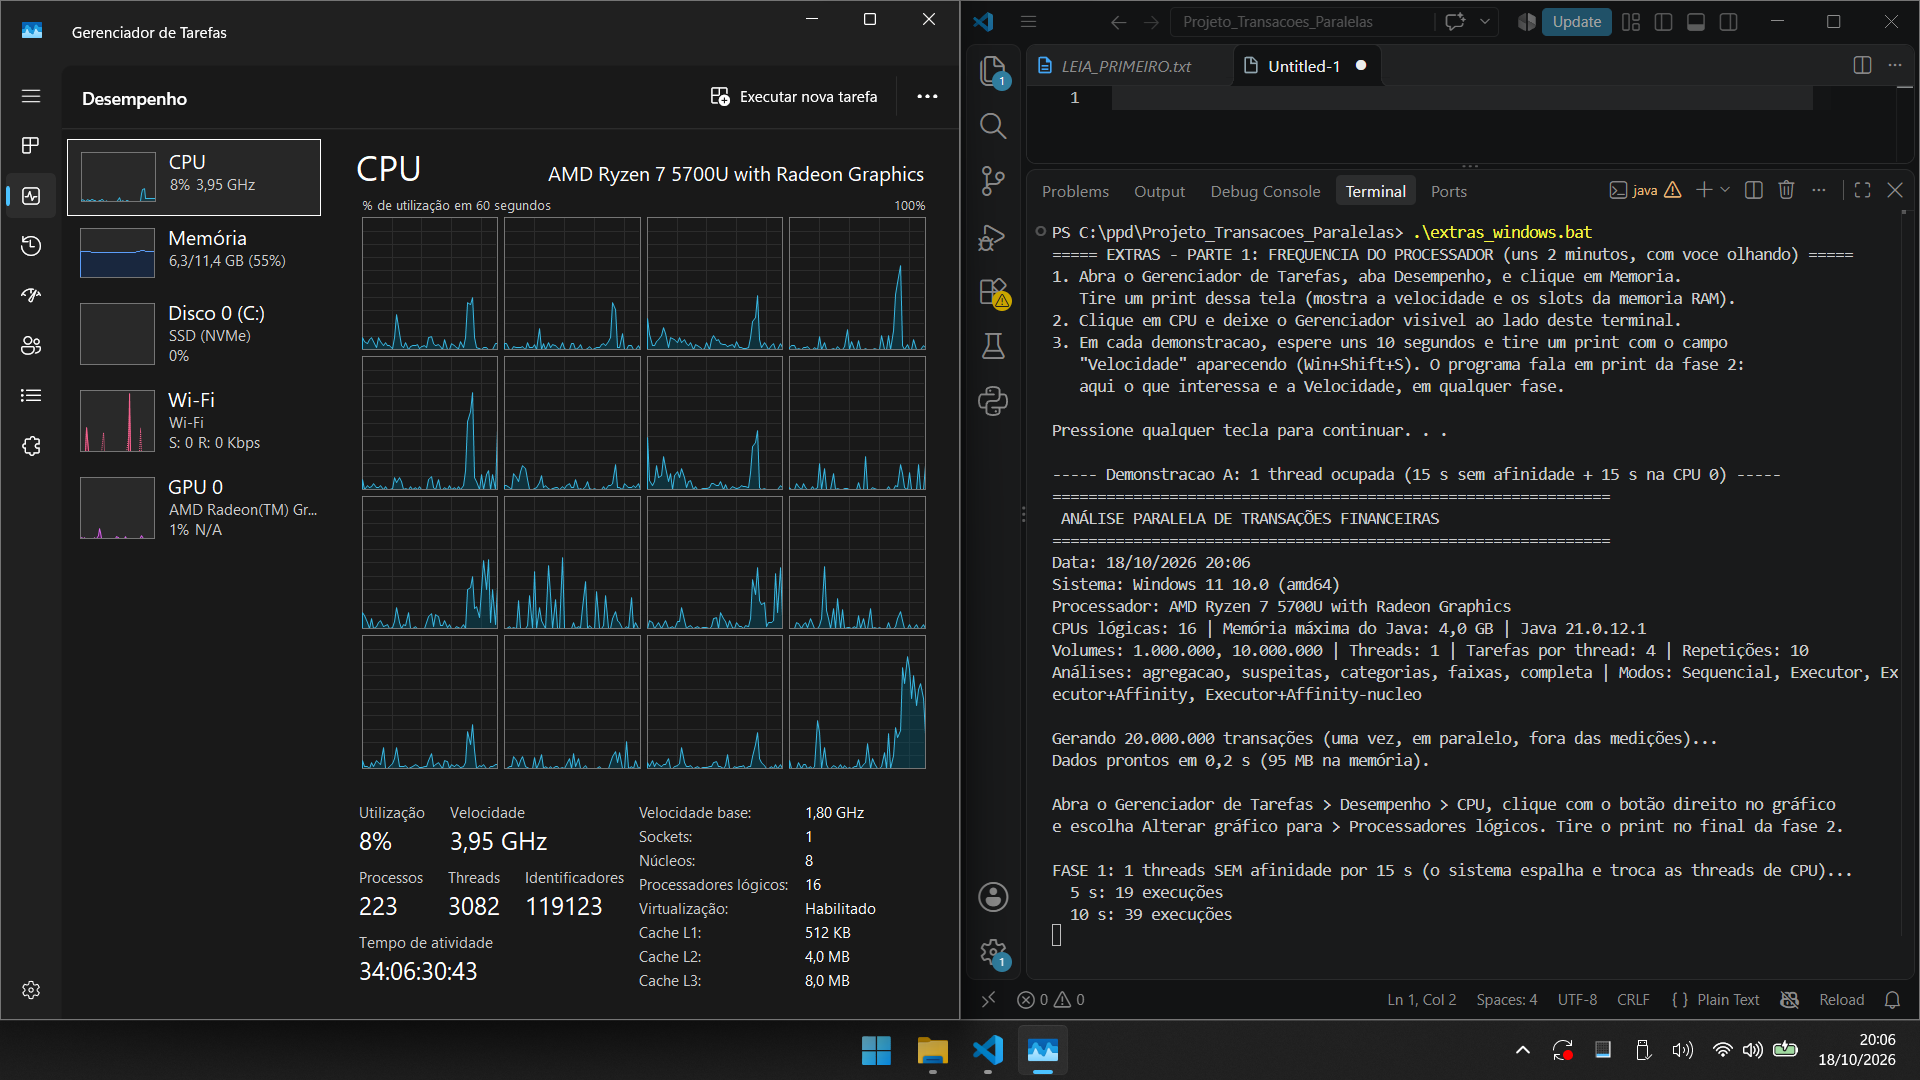 Gerenciador de Tarefas
Desempenho
Executar nova tarefa
CPU
8% 3,95 GHz
Memória
6,3/11,4 GB (55%)
Disco 0 (C:)
SSD (NVMe)
0%
Wi-Fi
Wi-Fi
S: 0 R: 0 Kbps
GPU 0
AMD Radeon(TM) Gr...
1% N/A
CPU
AMD Ryzen 7 5700U with Radeon Graphics
% de utilização em 60 segundos
100%
Utilização
Velocidade
8%
3,95 GHz
Processos
Threads
Identificadores
223
3082
119123
Tempo de atividade
34:06:30:43
Velocidade base:
1,80 GHz
Sockets:
1
Núcleos:
8
Processadores lógicos:
16
Virtualização:
Habilitado
Cache L1:
512 KB
Cache L2:
4,0 MB
Cache L3:
8,0 MB
Projeto_Transacoes_Paralelas
Update
LEIA_PRIMEIRO.txt
Untitled-1
1
1
Problems
Output
Debug Console
Terminal
Ports
java
PS C:\ppd\Projeto_Transacoes_Paralelas> .\extras_windows.bat
===== EXTRAS - PARTE 1: FREQUENCIA DO PROCESSADOR (uns 2 minutos, com voce olhando) =====
1. Abra o Gerenciador de Tarefas, aba Desempenho, e clique em Memoria.
Tire um print dessa tela (mostra a velocidade e os slots da memoria RAM).
2. Clique em CPU e deixe o Gerenciador visivel ao lado deste terminal.
3. Em cada demonstracao, espere uns 10 segundos e tire um print com o campo
"Velocidade" aparecendo (Win+Shift+S). O programa fala em print da fase 2:
aqui o que interessa e a Velocidade, em qualquer fase.
Pressione qualquer tecla para continuar. . .
----- Demonstracao A: 1 thread ocupada (15 s sem afinidade + 15 s na CPU 0) -----
==============================================================
ANÁLISE PARALELA DE TRANSAÇÕES FINANCEIRAS
==============================================================
Data: 18/10/2026 20:06
Sistema: Windows 11 10.0 (amd64)
Processador: AMD Ryzen 7 5700U with Radeon Graphics
CPUs lógicas: 16 | Memória máxima do Java: 4,0 GB | Java 21.0.12.1
Volumes: 1.000.000, 10.000.000 | Threads: 1 | Tarefas por thread: 4 | Repetições: 10
Análises: agregacao, suspeitas, categorias, faixas, completa | Modos: Sequencial, Executor, Ex
ecutor+Affinity, Executor+Affinity-nucleo
Gerando 20.000.000 transações (uma vez, em paralelo, fora das medições)...
Dados prontos em 0,2 s (95 MB na memória).
Abra o Gerenciador de Tarefas > Desempenho > CPU, clique com o botão direito no gráfico
e escolha Alterar gráfico para > Processadores lógicos. Tire o print no final da fase 2.
FASE 1: 1 threads SEM afinidade por 15 s (o sistema espalha e troca as threads de CPU)...
5 s: 19 execuções
10 s: 39 execuções
1
0
0
Ln 1, Col 2
Spaces: 4
UTF-8
CRLF
{ } Plain Text
Reload
20:06
18/10/2026